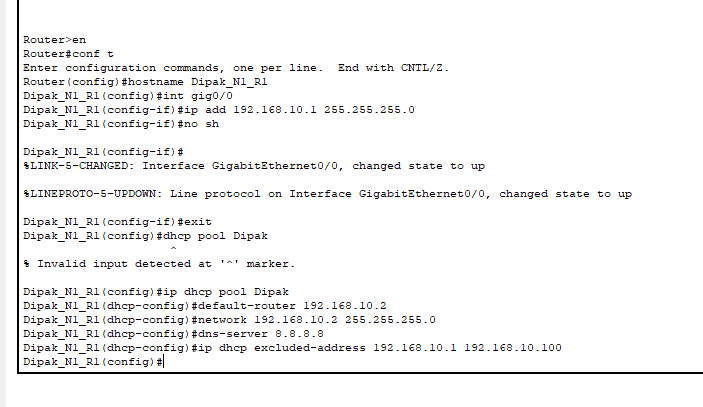 Router>en
Router#conf t
Enter configuration commands, one per line.  End with CNTL/Z.
Router(config)#hostname Dipak_N1_R1
Dipak_N1_R1(config)#int gig0/0
Dipak_N1_R1(config-if)#ip add 192.168.10.1 255.255.255.0
Dipak_N1_R1(config-if)#no sh
Dipak_N1_R1(config-if)#
%LINK-5-CHANGED: Interface GigabitEthernet0/0, changed state to up
%LINEPROTO-5-UPDOWN: Line protocol on Interface GigabitEthernet0/0, changed state to up
Dipak_N1_R1(config-if)#exit
Dipak_N1_R1(config)#dhcp pool Dipak
^
% Invalid input detected at '^' marker.
Dipak_N1_R1(config)#ip dhcp pool Dipak
Dipak_N1_R1(dhcp-config)#default-router 192.168.10.2
Dipak_N1_R1(dhcp-config)#network 192.168.10.2 255.255.255.0
Dipak_N1_R1(dhcp-config)#dns-server 8.8.8.8
Dipak_N1_R1(dhcp-config)#ip dhcp excluded-address 192.168.10.1 192.168.10.100
Dipak_N1_R1(config)#